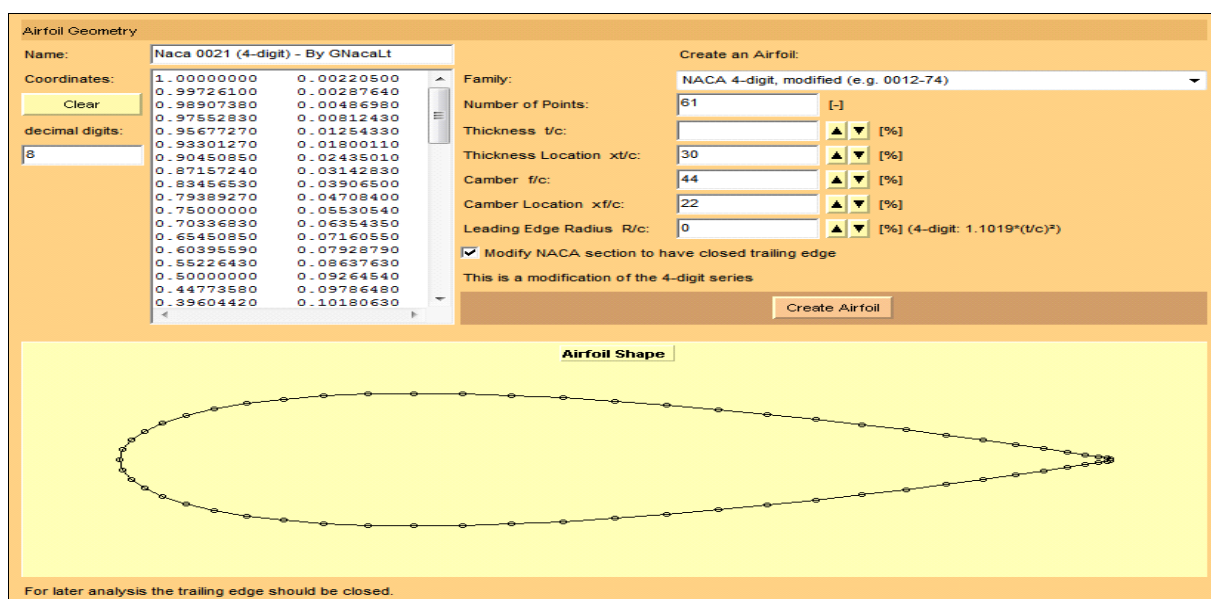 Airfoil Geometry
Name:
Naca 0021 (4-digit) - By GNacaLt
Create an Airfoil:
Coordinates:
Clear
decimal digits:
8
1.00000000 0.00220500
0.99726100 0.00287640
0.98907380 0.00486980
0.97552830 0.00812430
0.95677270 0.01254330
0.93301270 0.01800110
0.90450850 0.02435010
0.87157240 0.03142830
0.83456530 0.03906500
0.79389270 0.04708400
0.75000000 0.05530540
0.70336830 0.06354350
0.65450850 0.07160550
0.60395590 0.07928790
0.55226430 0.08637630
0.50000000 0.09264540
0.44773580 0.09786480
0.39604420 0.10180630
Family:
NACA 4-digit, modified (e.g. 0012-74)
Number of Points:
61 [-]
Thickness t/c:
[%]
Thickness Location xt/c:
30 [%]
Camber f/c:
44 [%]
Camber Location xf/c:
22 [%]
Leading Edge Radius R/c:
0 [%] (4-digit: 1.1019*(t/c)²)
Modify NACA section to have closed trailing edge
This is a modification of the 4-digit series
Create Airfoil
Airfoil Shape
For later analysis the trailing edge should be closed.